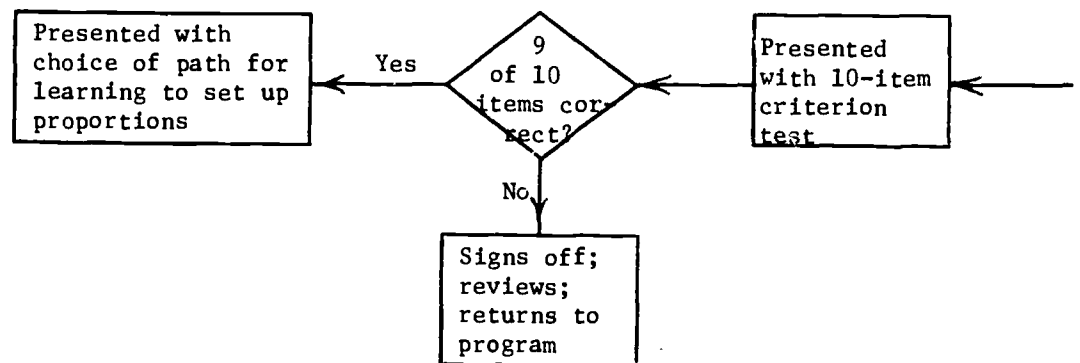 Presented with
choice of path for
learning to set up
proportions
Yes
9
of 10
items cor-
rect?
Presented
with 10-item
criterion
test
No
Signs off;
reviews;
returns to
program